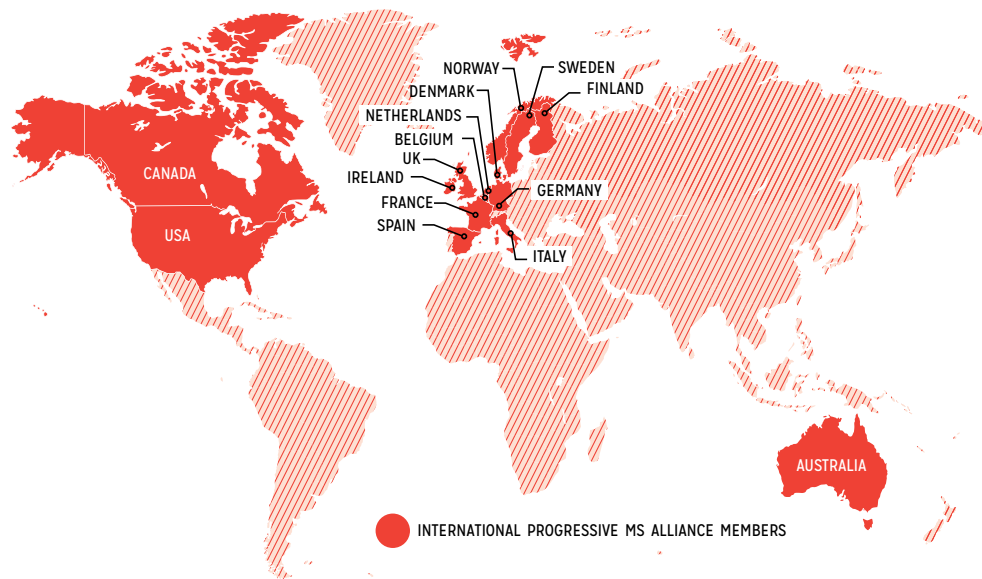 NORWAY
SWEDEN
DENMARK
FINLAND
NETHERLANDS
BELGIUM
UK
IRELAND
GERMANY
FRANCE
SPAIN
ITALY
CANADA
USA
AUSTRALIA
INTERNATIONAL PROGRESSIVE MS ALLIANCE MEMBERS